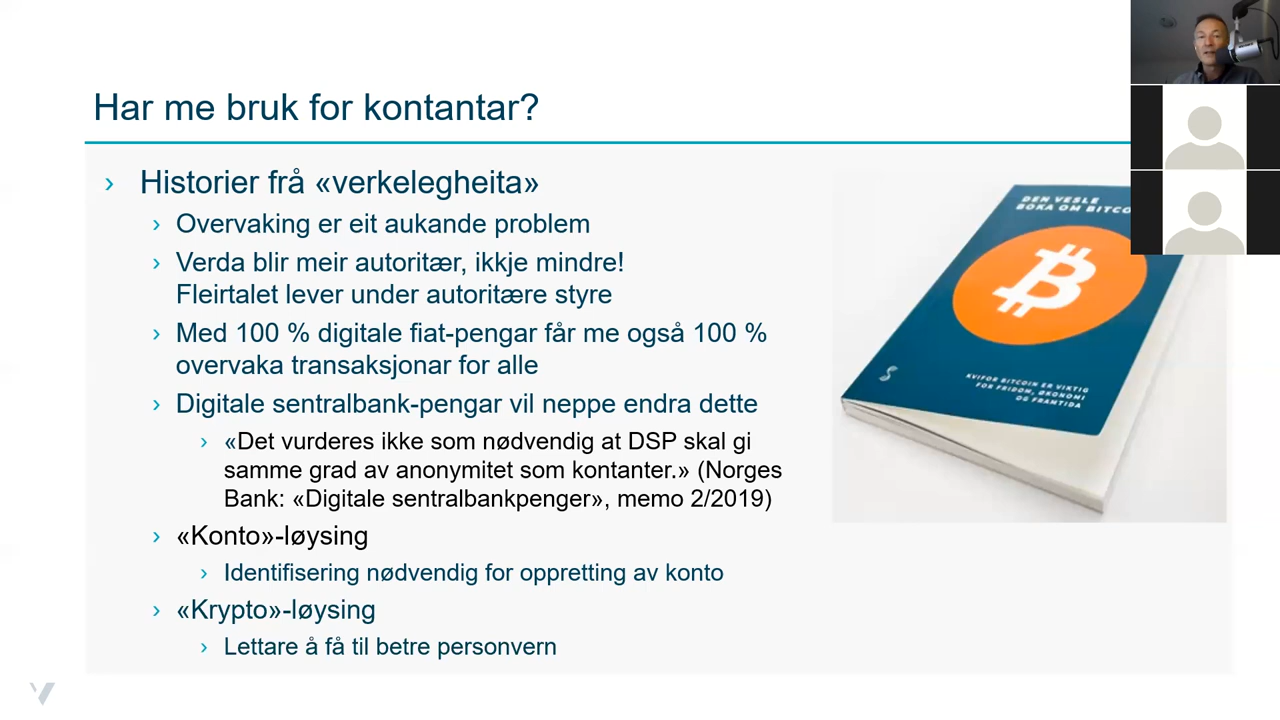 Har me bruk for kontantar?
› Historier frå «verkelegheita»
› Overvaking er eit aukande problem
› Verda blir meir autoritær, ikkje mindre!
Fleirtalet lever under autoritære styre
› Med 100 % digitale fiat-pengar får me også 100 %
overvaka transaksjonar for alle
› Digitale sentralbank-pengar vil neppe endra dette
› «Det vurderes ikke som nødvendig at DSP skal gi
samme grad av anonymitet som kontanter.» (Norges
Bank: «Digitale sentralbankpenger», memo 2/2019)
› «Konto»-løysing
› Identifisering nødvendig for oppretting av konto
› «Krypto»-løysing
› Lettare å få til betre personvern
DEN VESLE
BOKA OM BITCO
KVIFOR BITCOIN ER VIKTIG
FOR FRIDOM, ØKONOMI
OG FRAMTIDA